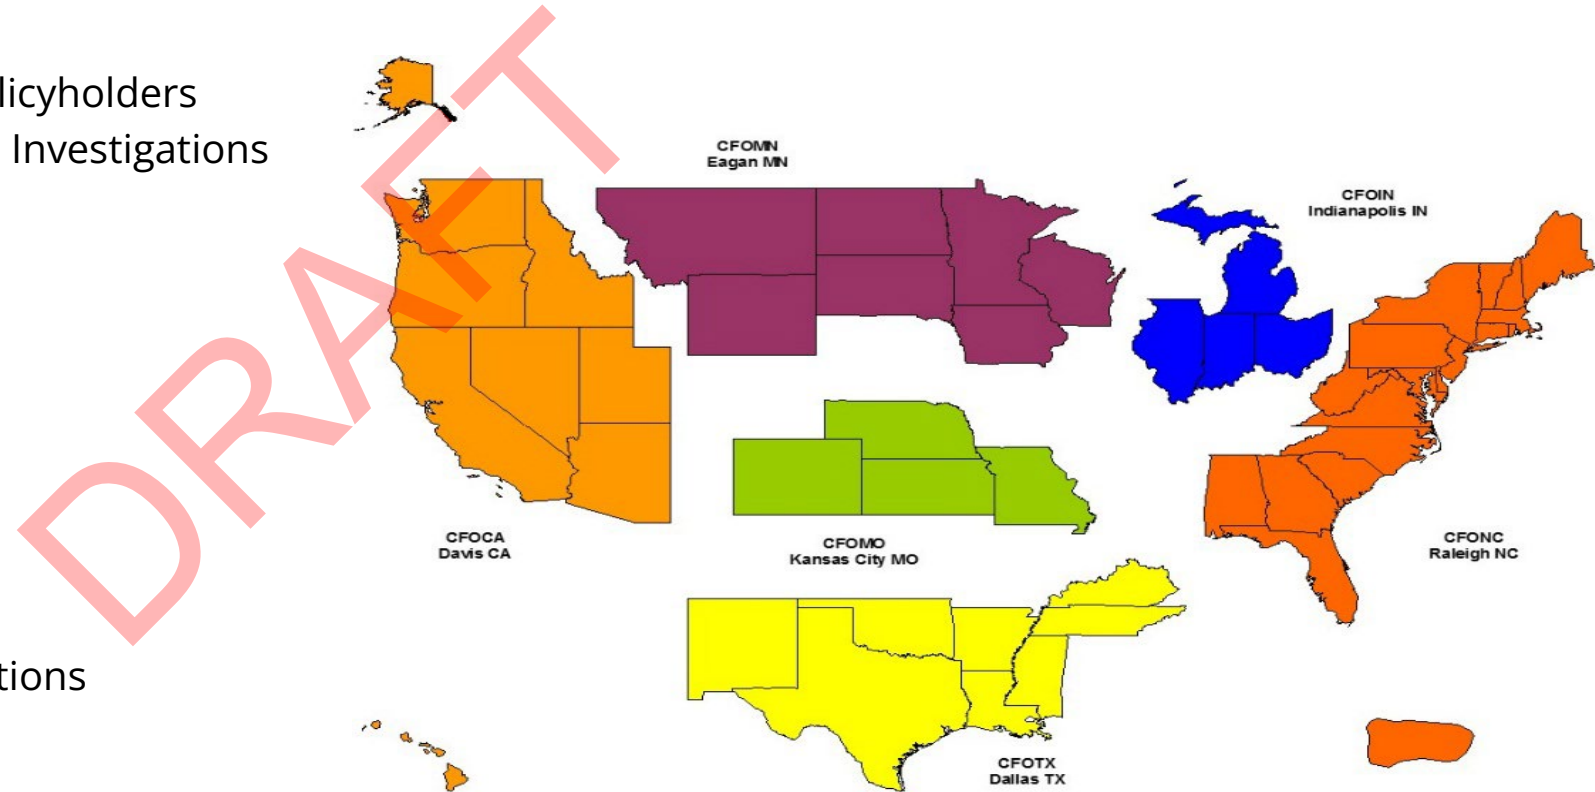 licyholders
Investigations
tions
DRAFT
CFOMN
Eagan MN
CFOIN
Indianapolis IN
CFOCA
Davis CA
CFOMO
Kansas City MO
CFONC
Raleigh NC
CFOTX
Dallas TX